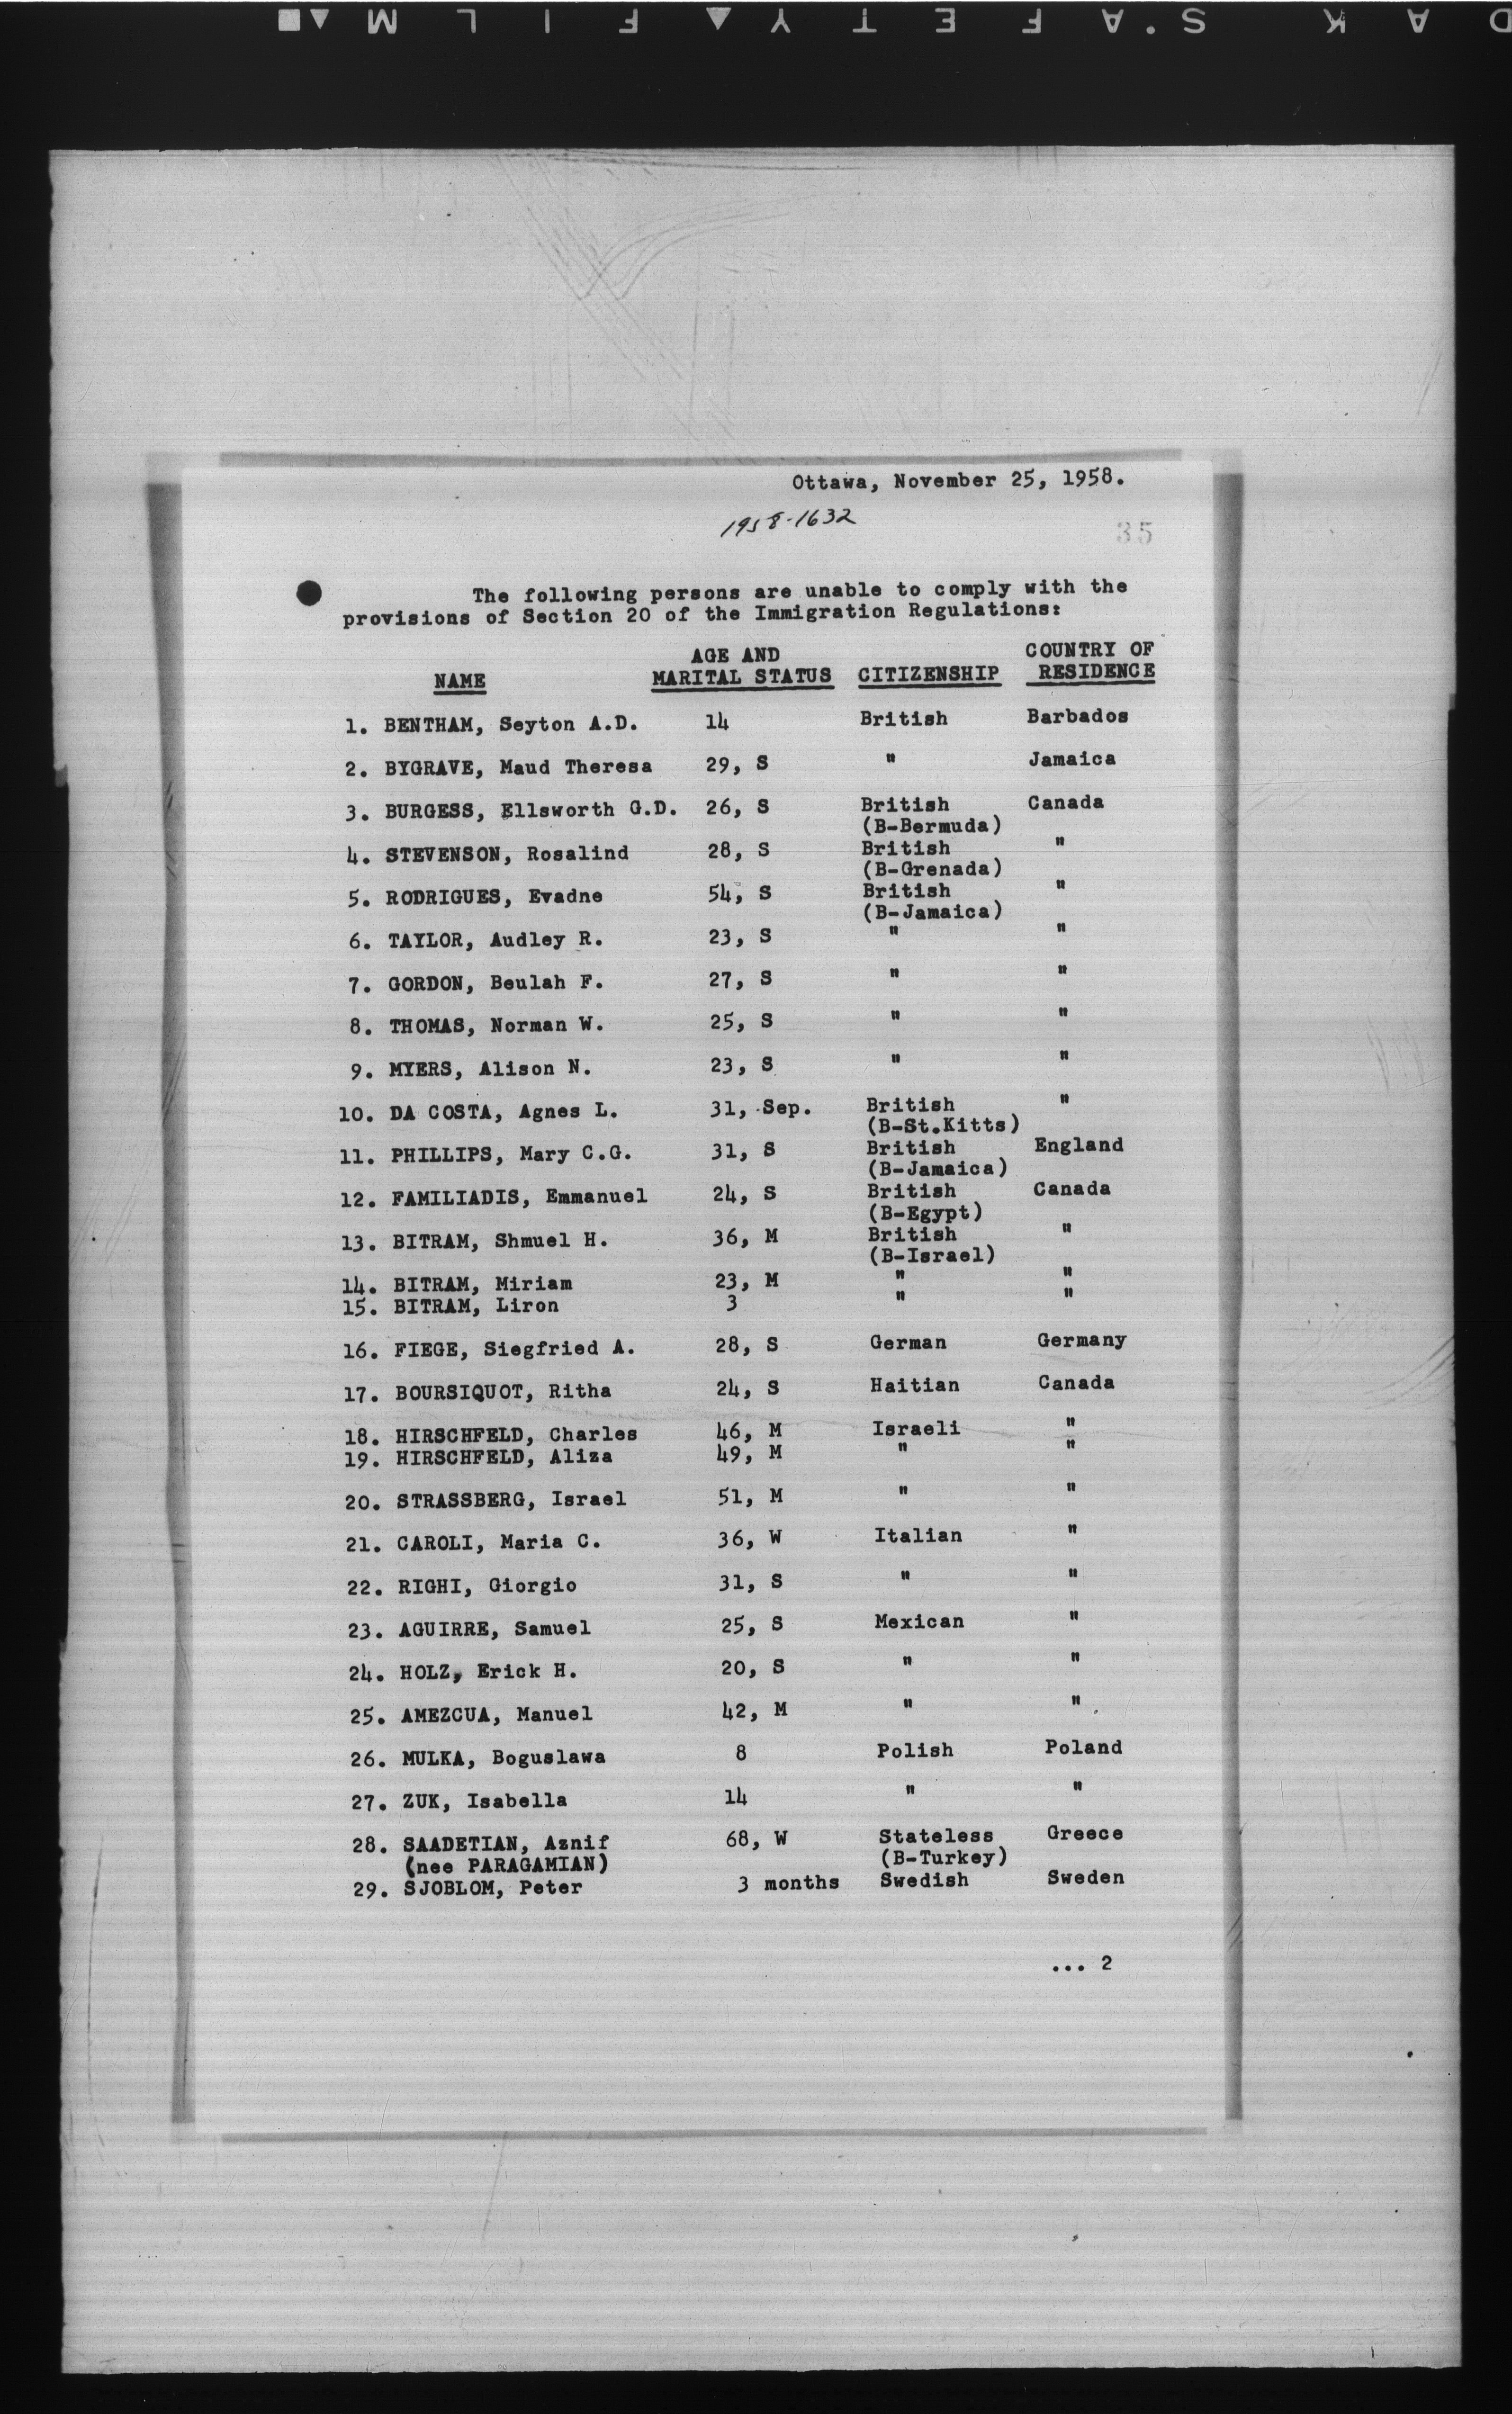 Ottawa, November 25, 1958.
1958-1632
35
The following persons are unable to comply with the
provisions of Section 20 of the Immigration Regulations:
NAME AGE AND MARITAL STATUS CITIZENSHIP COUNTRY OF RESIDENCE
1. BENTHAM, Seyton A.D. 14 British Barbados
2. BYGRAVE, Maud Theresa 29, S " Jamaica
3. BURGESS, Ellsworth G.D. 26, S British Canada
(B-Bermuda)
4. STEVENSON, Rosalind 28, S British "
(B-Grenada)
5. RODRIGUES, Evadne 54, S British "
(B-Jamaica)
6. TAYLOR, Audley R. 23, S " "
7. GORDON, Beulah F. 27, S " "
8. THOMAS, Norman W. 25, S " "
9. MYERS, Alison N. 23, S " "
10. DA COSTA, Agnes L. 31, Sep. British "
(B-St.Kitts)
11. PHILLIPS, Mary C.G. 31, S British England
(B-Jamaica)
12. FAMILIADIS, Emmanuel 24, S British Canada
(B-Egypt)
13. BITRAM, Shmuel H. 36, M British "
(B-Israel)
14. BITRAM, Miriam 23, M " "
15. BITRAM, Liron 3 " "
16. FIEGE, Siegfried A. 28, S German Germany
17. BOURSIQUOT, Ritha 24, S Haitian Canada
18. HIRSCHFELD, Charles 46, M Israeli "
19. HIRSCHFELD, Aliza 49, M " "
20. STRASSBERG, Israel 51, M " "
21. CAROLI, Maria C. 36, W Italian "
22. RIGHI, Giorgio 31, S " "
23. AGUIRRE, Samuel 25, S Mexican "
24. HOLZ, Erick H. 20, S " "
25. AMEZCUA, Manuel 42, M " "
26. MULKA, Boguslawa 8 Polish Poland
27. ZUK, Isabella 14 " "
28. SAADETIAN, Aznif 68, W Stateless Greece
(nee PARAGAMIAN) (B-Turkey)
29. SJOBLOM, Peter 3 months Swedish Sweden
... 2